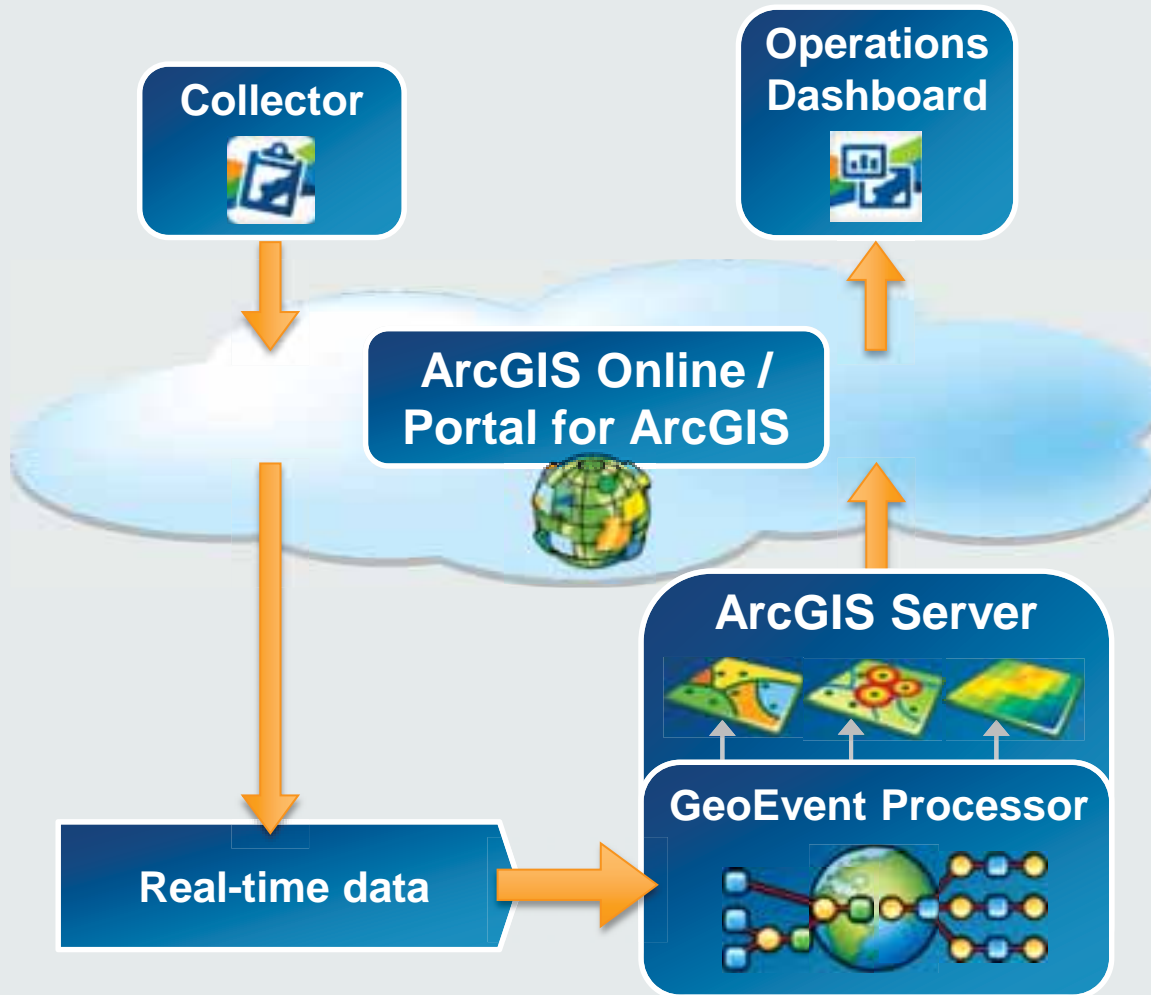 Collector
Operations
Dashboard
ArcGIS Online /
Portal for ArcGIS
ArcGIS Server
GeoEvent Processor
Real-time data